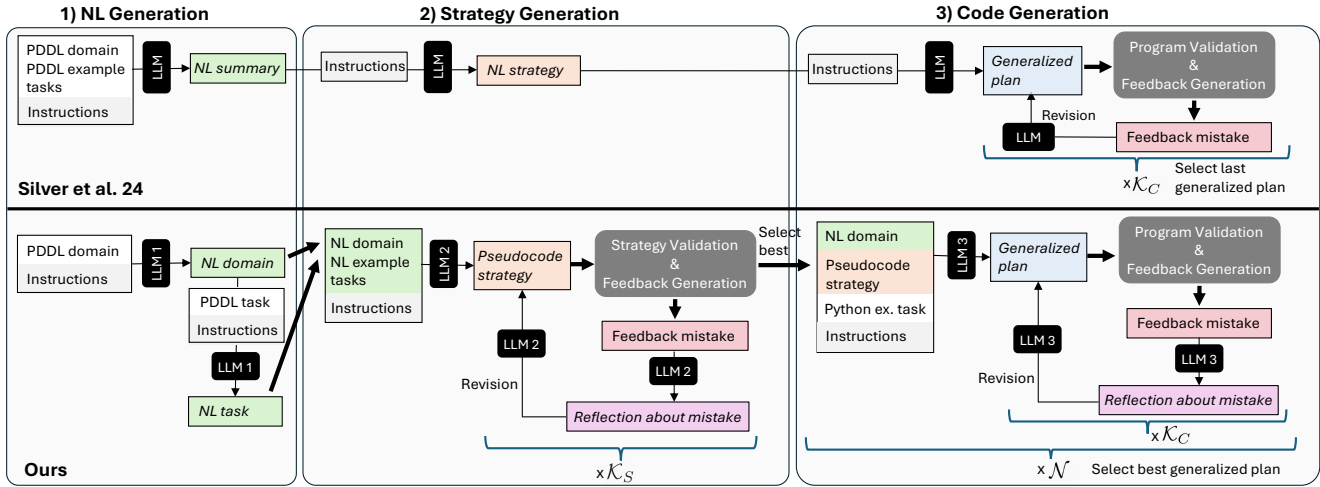 1) NL Generation
2) Strategy Generation
3) Code Generation
PDDL domain
PDDL example
tasks
Instructions
LLM
NL summary
Instructions
LLM
NL strategy
Instructions
LLM
Generalized
plan
Program Validation
&
Feedback Generation
Revision
LLM
Feedback mistake
x K_C
Select last
generalized plan
Silver et al. 24
PDDL domain
Instructions
LLM 1
NL domain
PDDL task
Instructions
LLM 1
NL task
NL domain
NL example
tasks
Instructions
LLM 2
Pseudocode
strategy
Strategy Validation
&
Feedback Generation
Feedback mistake
LLM 2
LLM 2
Revision
Reflection about mistake
x K_S
Select
best
NL domain
Pseudocode
strategy
Python ex. task
Instructions
LLM 3
Generalized
plan
Program Validation
&
Feedback Generation
Feedback mistake
LLM 3
LLM 3
Revision
Reflection about mistake
x K_C
x N
Select best generalized plan
Ours